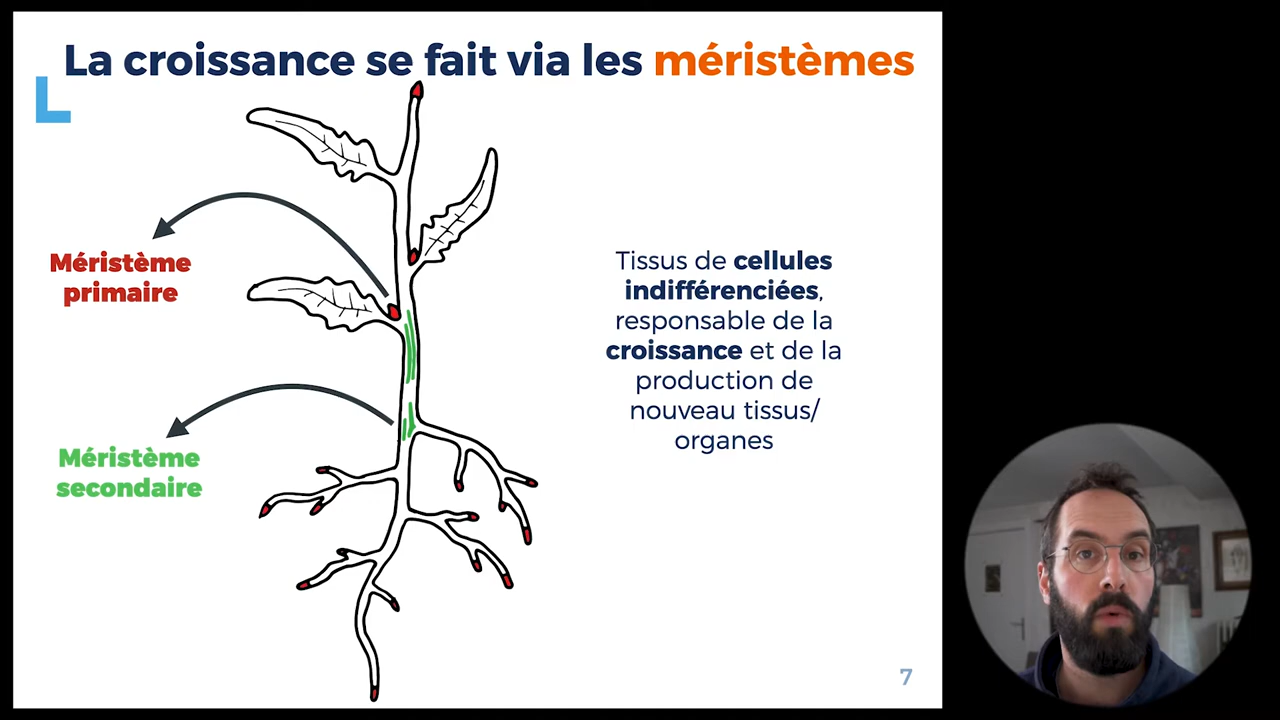 La croissance se fait via les méristèmes
Méristème
primaire
Méristème
secondaire
Tissus de cellules
indifférenciées,
responsable de la
croissance et de la
production de
nouveau tissus/
organes
7